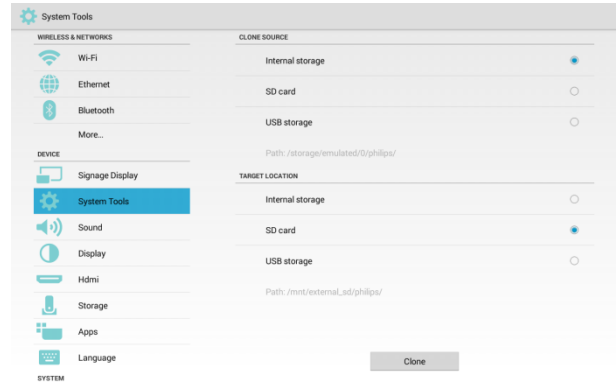 System Tools
WIRELESS & NETWORKS
Wi-Fi
Ethernet
Bluetooth
More...
DEVICE
Signage Display
System Tools
Sound
Display
Hdmi
Storage
Apps
Language
SYSTEM
CLONE SOURCE
Internal storage
SD card
USB storage
Path: /storage/emulated/0/philips/
TARGET LOCATION
Internal storage
SD card
USB storage
Path: /mnt/external_sd/philips/
Clone